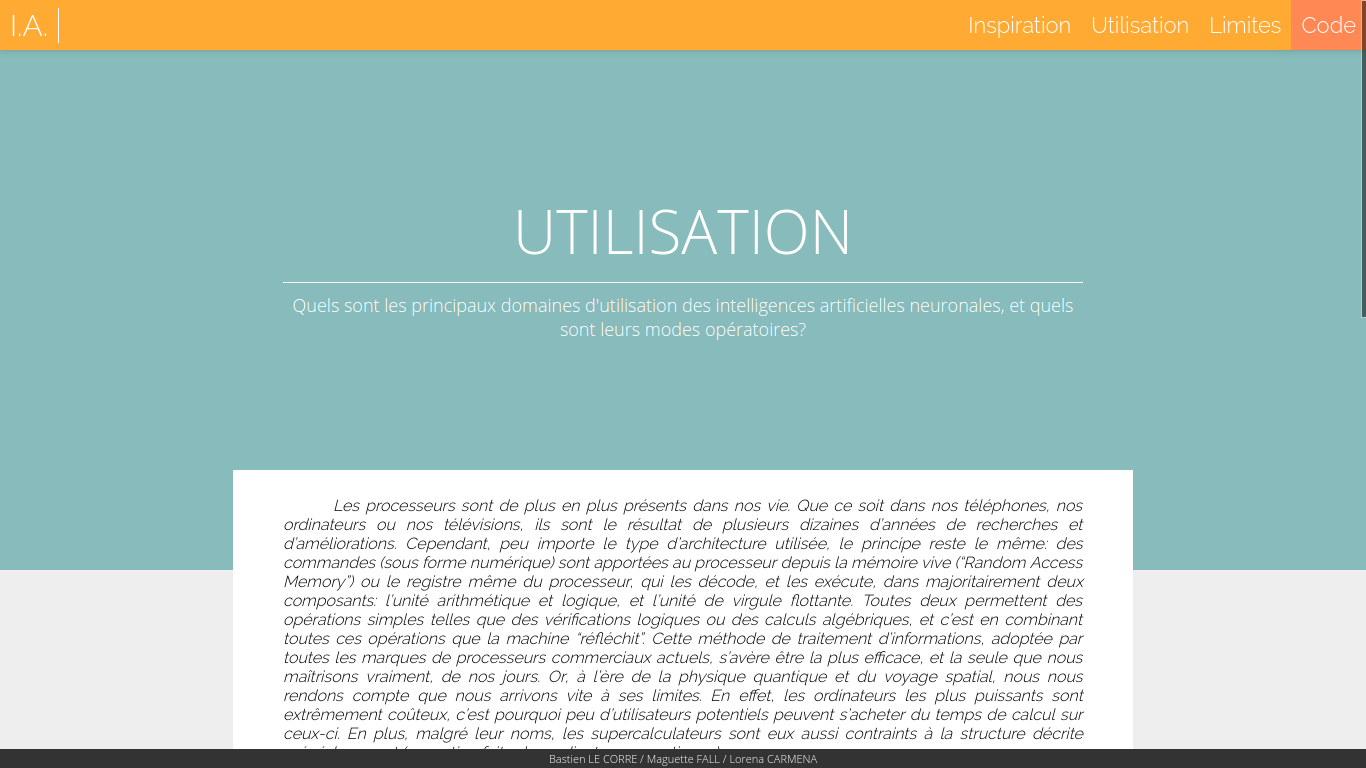 I.A.
Inspiration Utilisation Limites Code
UTILISATION
Quels sont les principaux domaines d'utilisation des intelligences artificielles neuronales, et quels
sont leurs modes opératoires?
Les processeurs sont de plus en plus présents dans nos vie. Que ce soit dans nos téléphones, nos
ordinateurs ou nos télévisions, ils sont le résultat de plusieurs dizaines d’années de recherches et
d’améliorations. Cependant, peu importe le type d’architecture utilisée, le principe reste le même: des
commandes (sous forme numérique) sont apportées au processeur depuis la mémoire vive (“Random Access
Memory”) ou le registre même du processeur, qui les décode, et les exécute, dans majoritairement deux
composants: l’unité arithmétique et logique, et l’unité de virgule flottante. Toutes deux permettent des
opérations simples telles que des vérifications logiques ou des calculs algébriques, et c’est en combinant
toutes ces opérations que la machine “réfléchit”. Cette méthode de traitement d’informations, adoptée par
toutes les marques de processeurs commerciaux actuels, s’avère être la plus efficace, et la seule que nous
maîtrisons vraiment, de nos jours. Or, à l’ère de la physique quantique et du voyage spatial, nous nous
rendons compte que nous arrivons vite à ses limites. En effet, les ordinateurs les plus puissants sont
extrêmement coûteux, c’est pourquoi peu d’utilisateurs potentiels peuvent s’acheter du temps de calcul sur
ceux-ci. En plus, malgré leur noms, les supercalculateurs sont eux aussi contraints à la structure décrite
Bastien LE CORRE / Maguette FALL / Lorena CARMENA